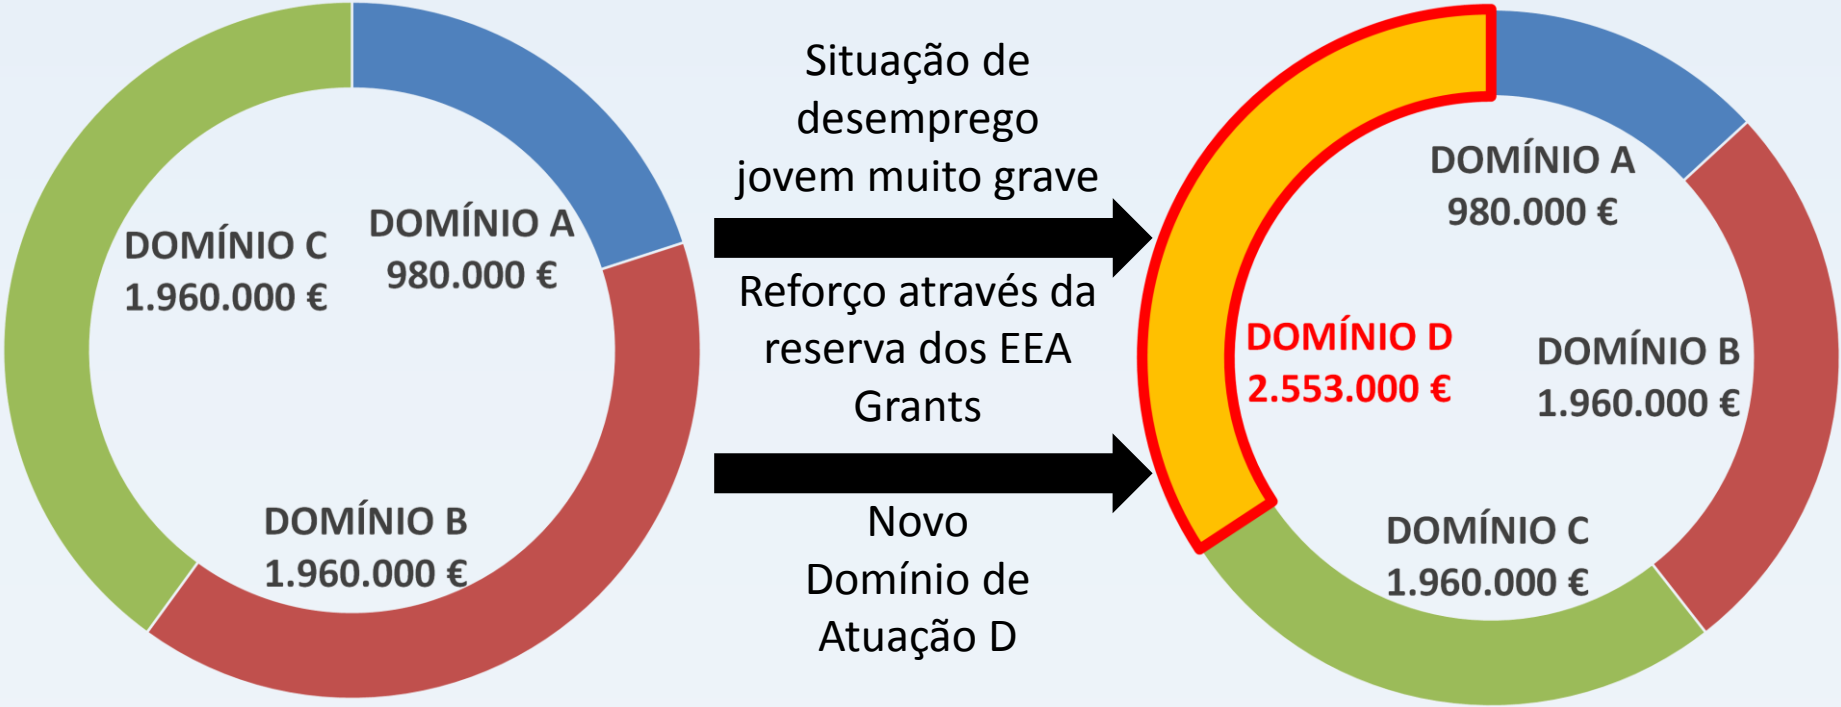 DOMÍNIO C
1.960.000 €
DOMÍNIO A
980.000 €
DOMÍNIO B
1.960.000 €
Situação de
desemprego
jovem muito grave
Reforço através da
reserva dos EEA
Grants
Novo
Domínio de
Atuação D
DOMÍNIO A
980.000 €
DOMÍNIO D
2.553.000 €
DOMÍNIO B
1.960.000 €
DOMÍNIO C
1.960.000 €